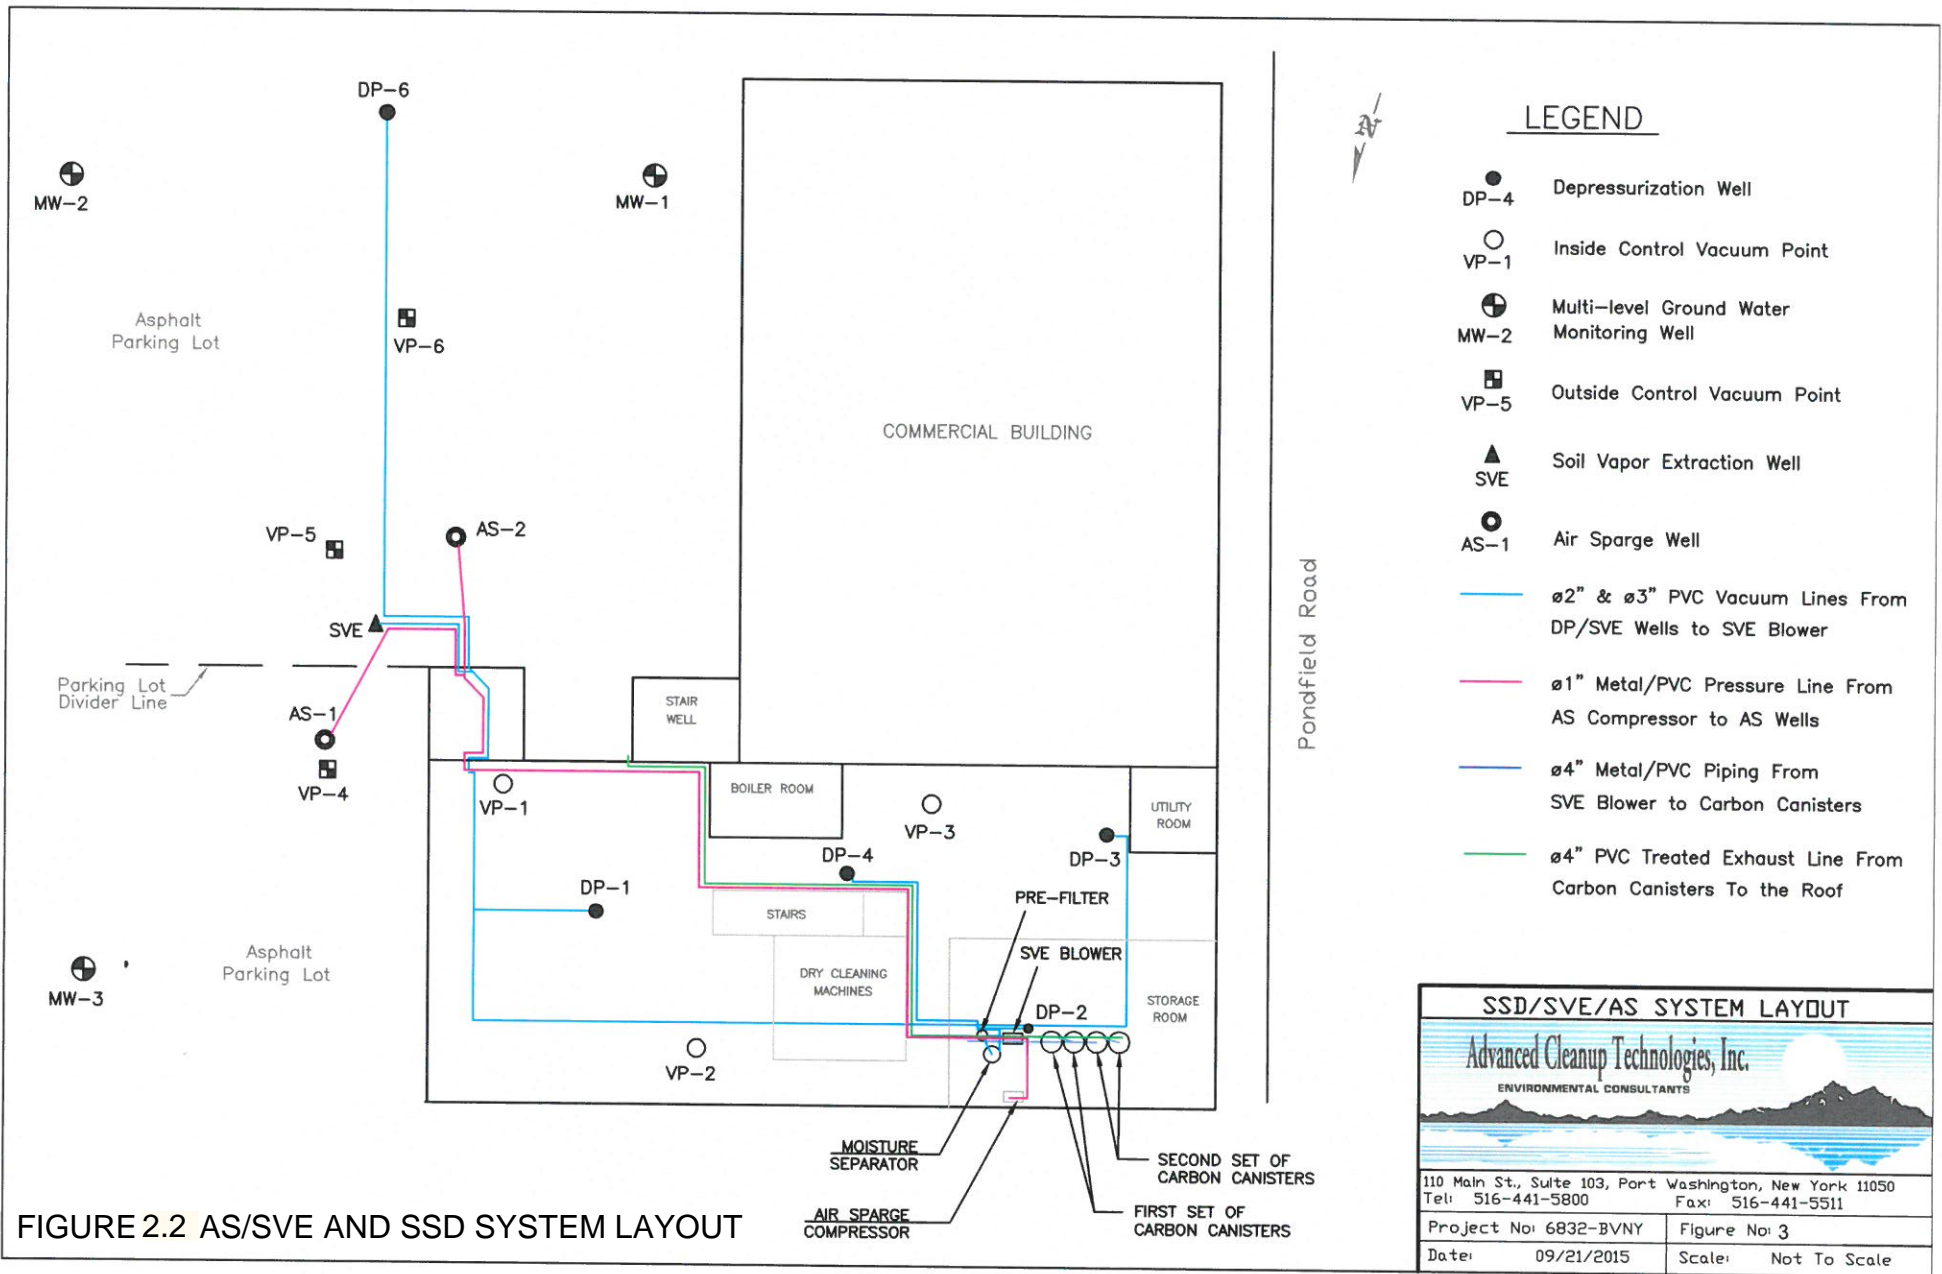 DP-6
MW-2
MW-1
Asphalt
Parking Lot
VP-6
COMMERCIAL BUILDING
VP-5
AS-2
SVE
Parking Lot
Divider Line
AS-1
VP-4
STAIR
WELL
BOILER ROOM
VP-1
VP-3
UTILITY
ROOM
DP-4
DP-3
DP-1
PRE-FILTER
STAIRS
SVE BLOWER
Asphalt
Parking Lot
DRY CLEANING
MACHINES
STORAGE
ROOM
DP-2
MW-3
VP-2
MOISTURE
SEPARATOR
SECOND SET OF
CARBON CANISTERS
AIR SPARGE
COMPRESSOR
FIRST SET OF
CARBON CANISTERS
Pondfield Road
N
LEGEND
DP-4 Depressurization Well
VP-1 Inside Control Vacuum Point
MW-2 Multi-level Ground Water
Monitoring Well
VP-5 Outside Control Vacuum Point
SVE Soil Vapor Extraction Well
AS-1 Air Sparge Well
ø2" & ø3" PVC Vacuum Lines From
DP/SVE Wells to SVE Blower
ø1" Metal/PVC Pressure Line From
AS Compressor to AS Wells
ø4" Metal/PVC Piping From
SVE Blower to Carbon Canisters
ø4" PVC Treated Exhaust Line From
Carbon Canisters To the Roof
SSD/SVE/AS SYSTEM LAYOUT
Advanced Cleanup Technologies, Inc.
ENVIRONMENTAL CONSULTANTS
110 Main St., Suite 103, Port Washington, New York 11050
Tel: 516-441-5800 Fax: 516-441-5511
Project No: 6832-BVNY Figure No: 3
Date: 09/21/2015 Scale: Not To Scale
FIGURE 2.2 AS/SVE AND SSD SYSTEM LAYOUT